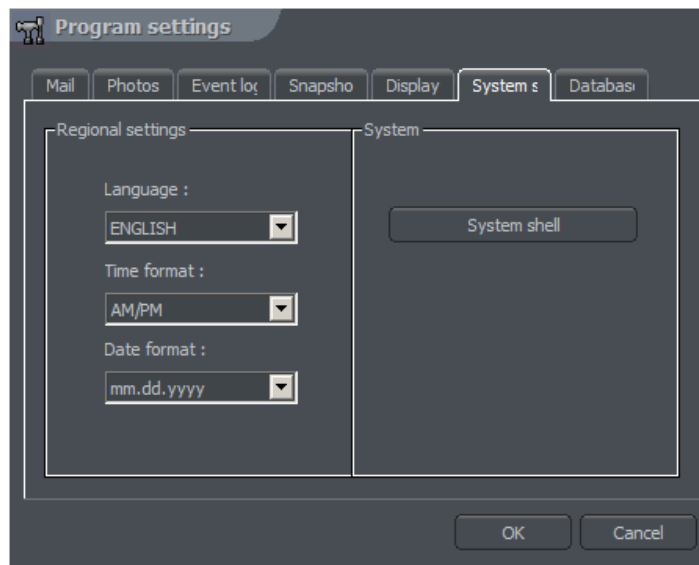 Program settings
Mail Photos Event log Snapsho Display System s Databas
Regional settings
Language :
ENGLISH
Time format :
AM/PM
Date format :
mm.dd.yyyy
System
System shell
OK Cancel